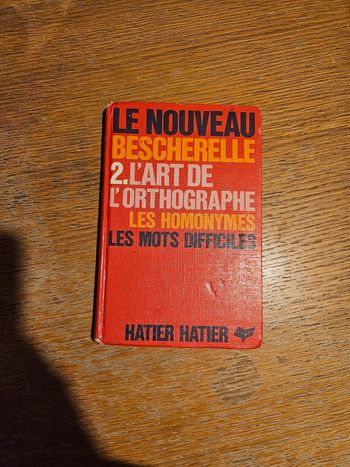 LE NOUVEAU
BESCHERELLE
2.L'ART DE
L'ORTHOGRAPHE
LES HOMONYMES
LES MOTS DIFFICILES
HATIER HATIER